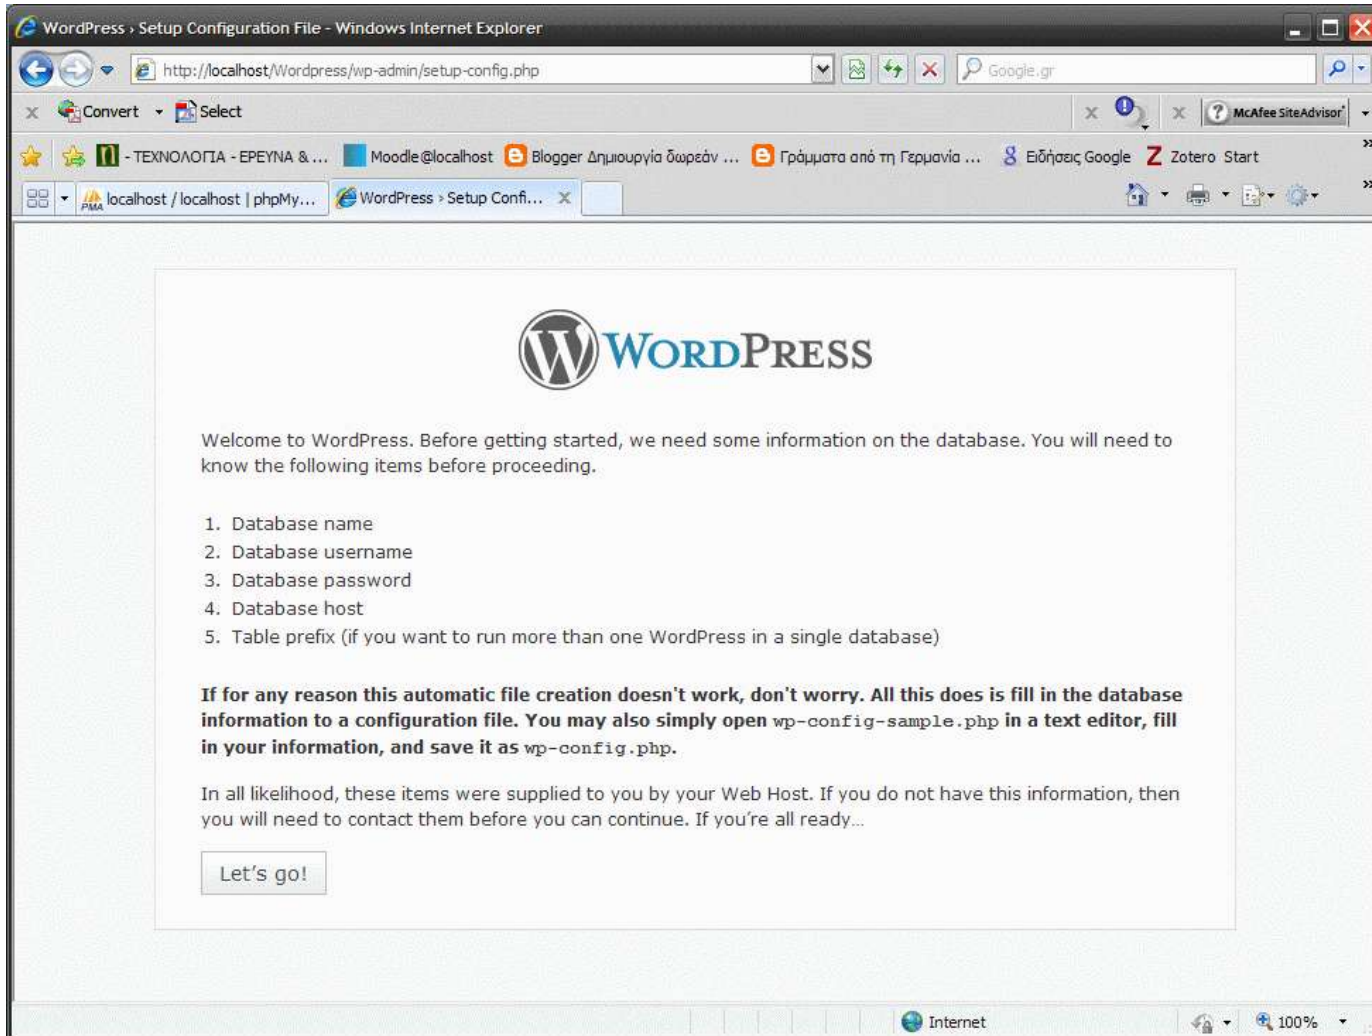 WordPress › Setup Configuration File - Windows Internet Explorer
http://localhost/Wordpress/wp-admin/setup-config.php
Google.gr
Convert
Select
McAfee SiteAdvisor
- ΤΕΧΝΟΛΟΓΙΑ - ΕΡΕΥΝΑ & ...
Moodle@localhost
Blogger Δημιουργία δωρεάν ...
Γράμματα από τη Γερμανία ...
Ειδήσεις Google
Zotero Start
localhost / localhost | phpMy...
WordPress › Setup Confi...
WORDPRESS
Welcome to WordPress. Before getting started, we need some information on the database. You will need to
know the following items before proceeding.
1. Database name
2. Database username
3. Database password
4. Database host
5. Table prefix (if you want to run more than one WordPress in a single database)
If for any reason this automatic file creation doesn't work, don't worry. All this does is fill in the database
information to a configuration file. You may also simply open wp-config-sample.php in a text editor, fill
in your information, and save it as wp-config.php.
In all likelihood, these items were supplied to you by your Web Host. If you do not have this information, then
you will need to contact them before you can continue. If you’re all ready…
Let’s go!
Internet
100%